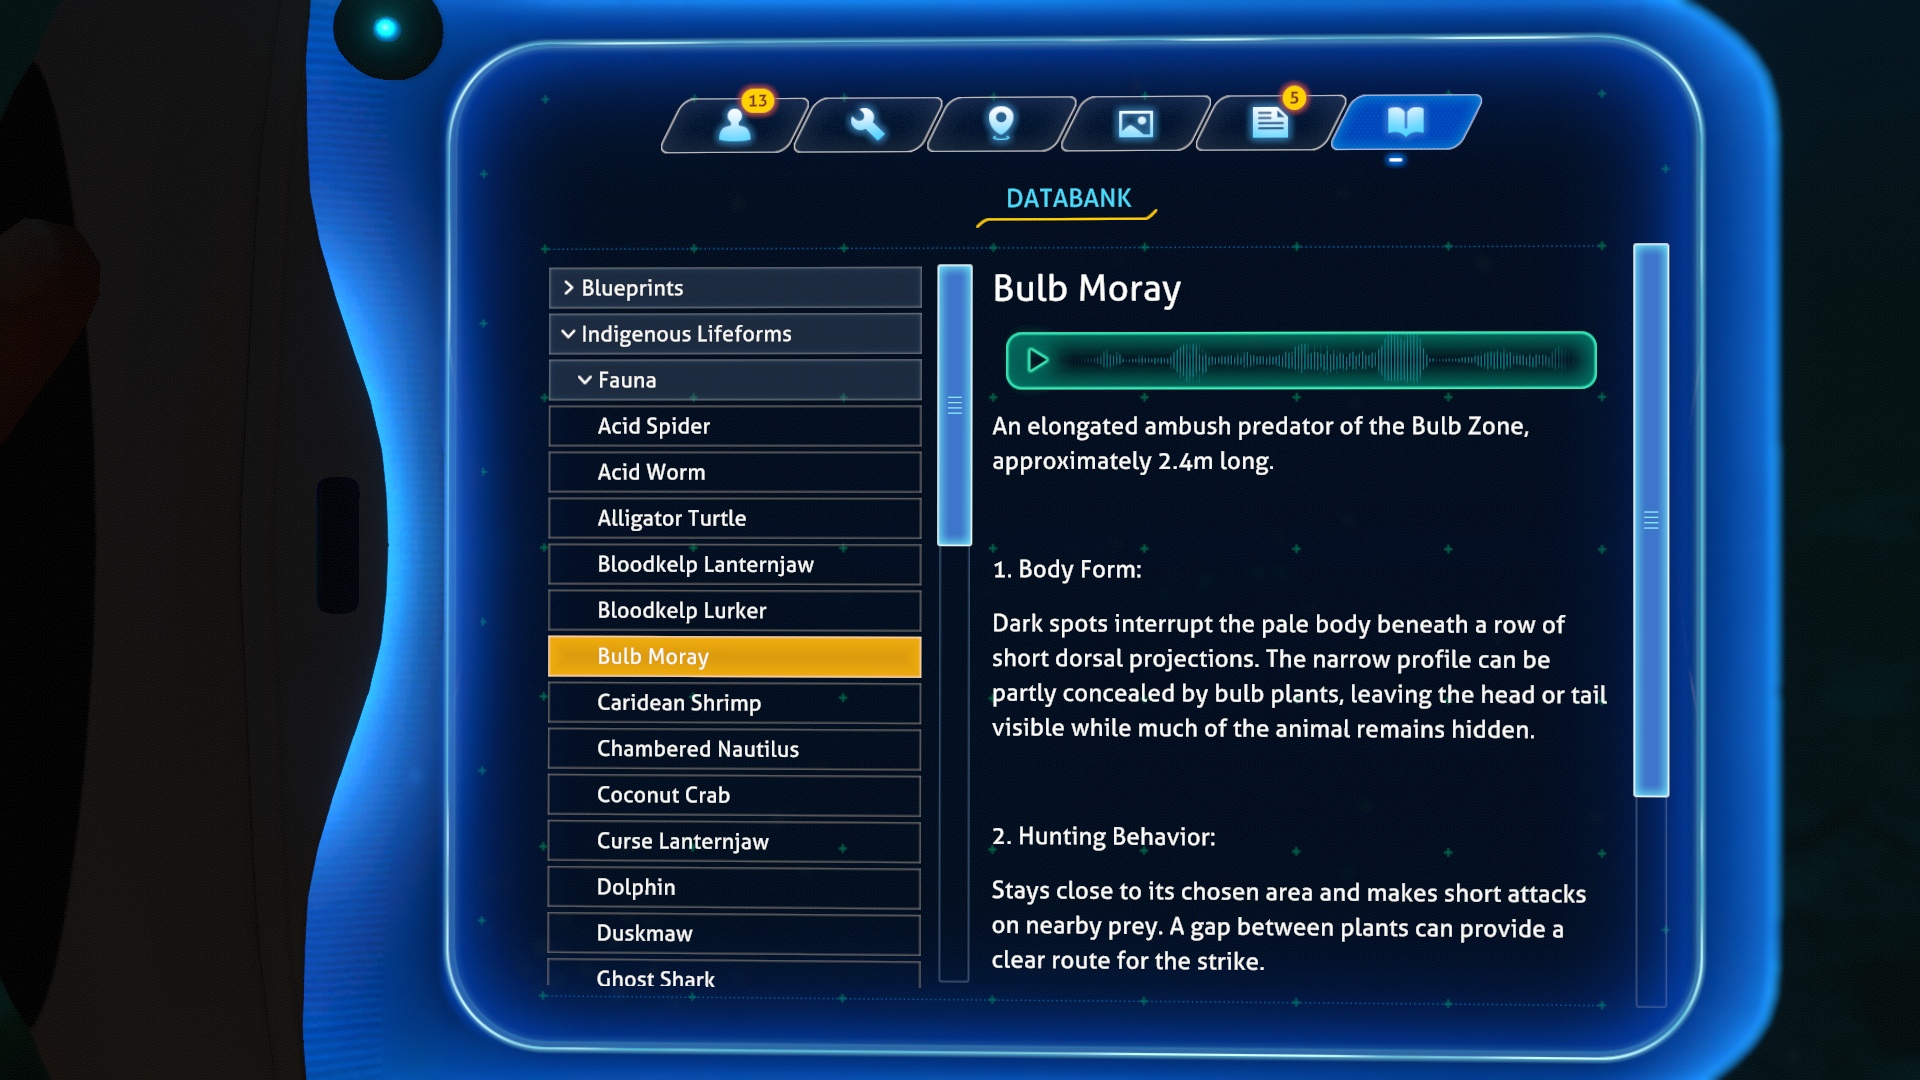 13
5
DATABANK
Blueprints
Indigenous Lifeforms
Fauna
Acid Spider
Acid Worm
Alligator Turtle
Bloodkelp Lanternjaw
Bloodkelp Lurker
Bulb Moray
Caridean Shrimp
Chambered Nautilus
Coconut Crab
Curse Lanternjaw
Dolphin
Duskmaw
Ghost Shark
Bulb Moray
An elongated ambush predator of the Bulb Zone,
approximately 2.4m long.
1. Body Form:
Dark spots interrupt the pale body beneath a row of
short dorsal projections. The narrow profile can be
partly concealed by bulb plants, leaving the head or tail
visible while much of the animal remains hidden.
2. Hunting Behavior:
Stays close to its chosen area and makes short attacks
on nearby prey. A gap between plants can provide a
clear route for the strike.